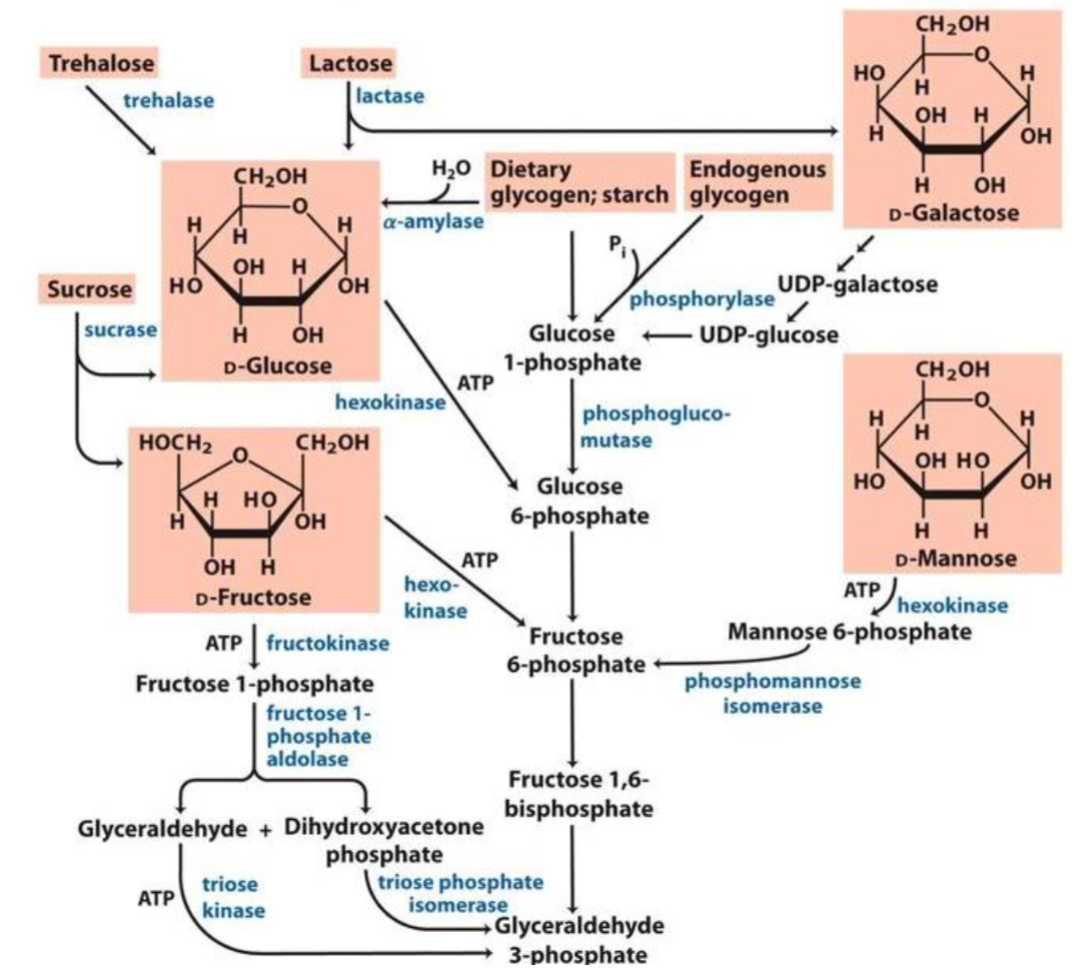 Trehalose
trehalase
Lactose
lactase
CH₂OH
O
HO
H
H
OH
H
H
OH
H
OH
D-Galactose
H₂O
α-amylase
Dietary
glycogen; starch
Endogenous
glycogen
CH₂OH
O
H
H
H
OH
H
HO
OH
H
OH
D-Glucose
Pᵢ
phosphorylase
UDP-galactose
UDP-glucose
Glucose
1-phosphate
Sucrose
sucrase
ATP
hexokinase
phosphogluco-
mutase
Glucose
6-phosphate
CH₂OH
O
H
H
H
OH HO
HO
OH
H
H
D-Mannose
HOCH₂
O
CH₂OH
H
HO
H
OH
OH
H
D-Fructose
ATP
hexo-
kinase
ATP
hexokinase
Mannose 6-phosphate
phosphomannose
isomerase
Fructose
6-phosphate
ATP
fructokinase
Fructose 1-phosphate
fructose 1-
phosphate
aldolase
Fructose 1,6-
bisphosphate
Glyceraldehyde + Dihydroxyacetone
phosphate
ATP
triose
kinase
triose phosphate
isomerase
Glyceraldehyde
3-phosphate